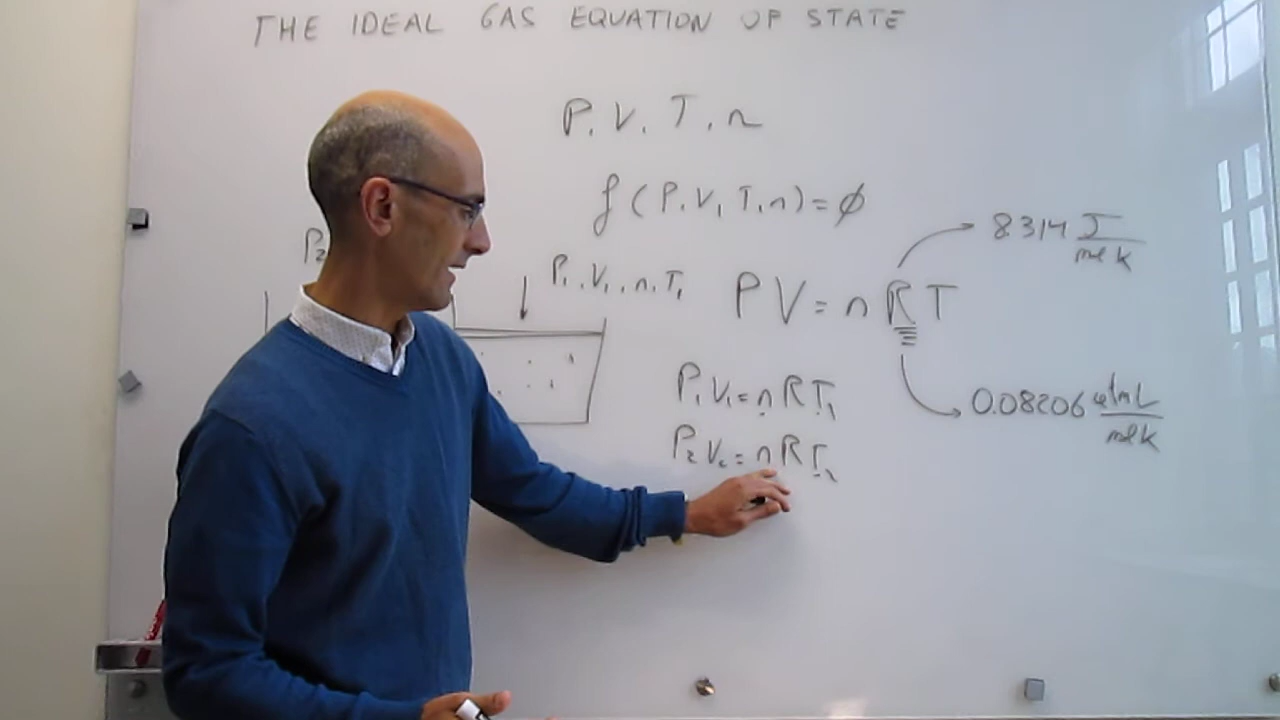 THE IDEAL GAS EQUATION OF STATE
P, V, T, n
f (P, V, T, n) = ϕ
8.314 J
mol K
P₂
P₁, V₁, n, T₁
PV = nRT
P₁V₁ = nRT₁
0.08206 atm L
mol K
P₂V₂ = nRT₂